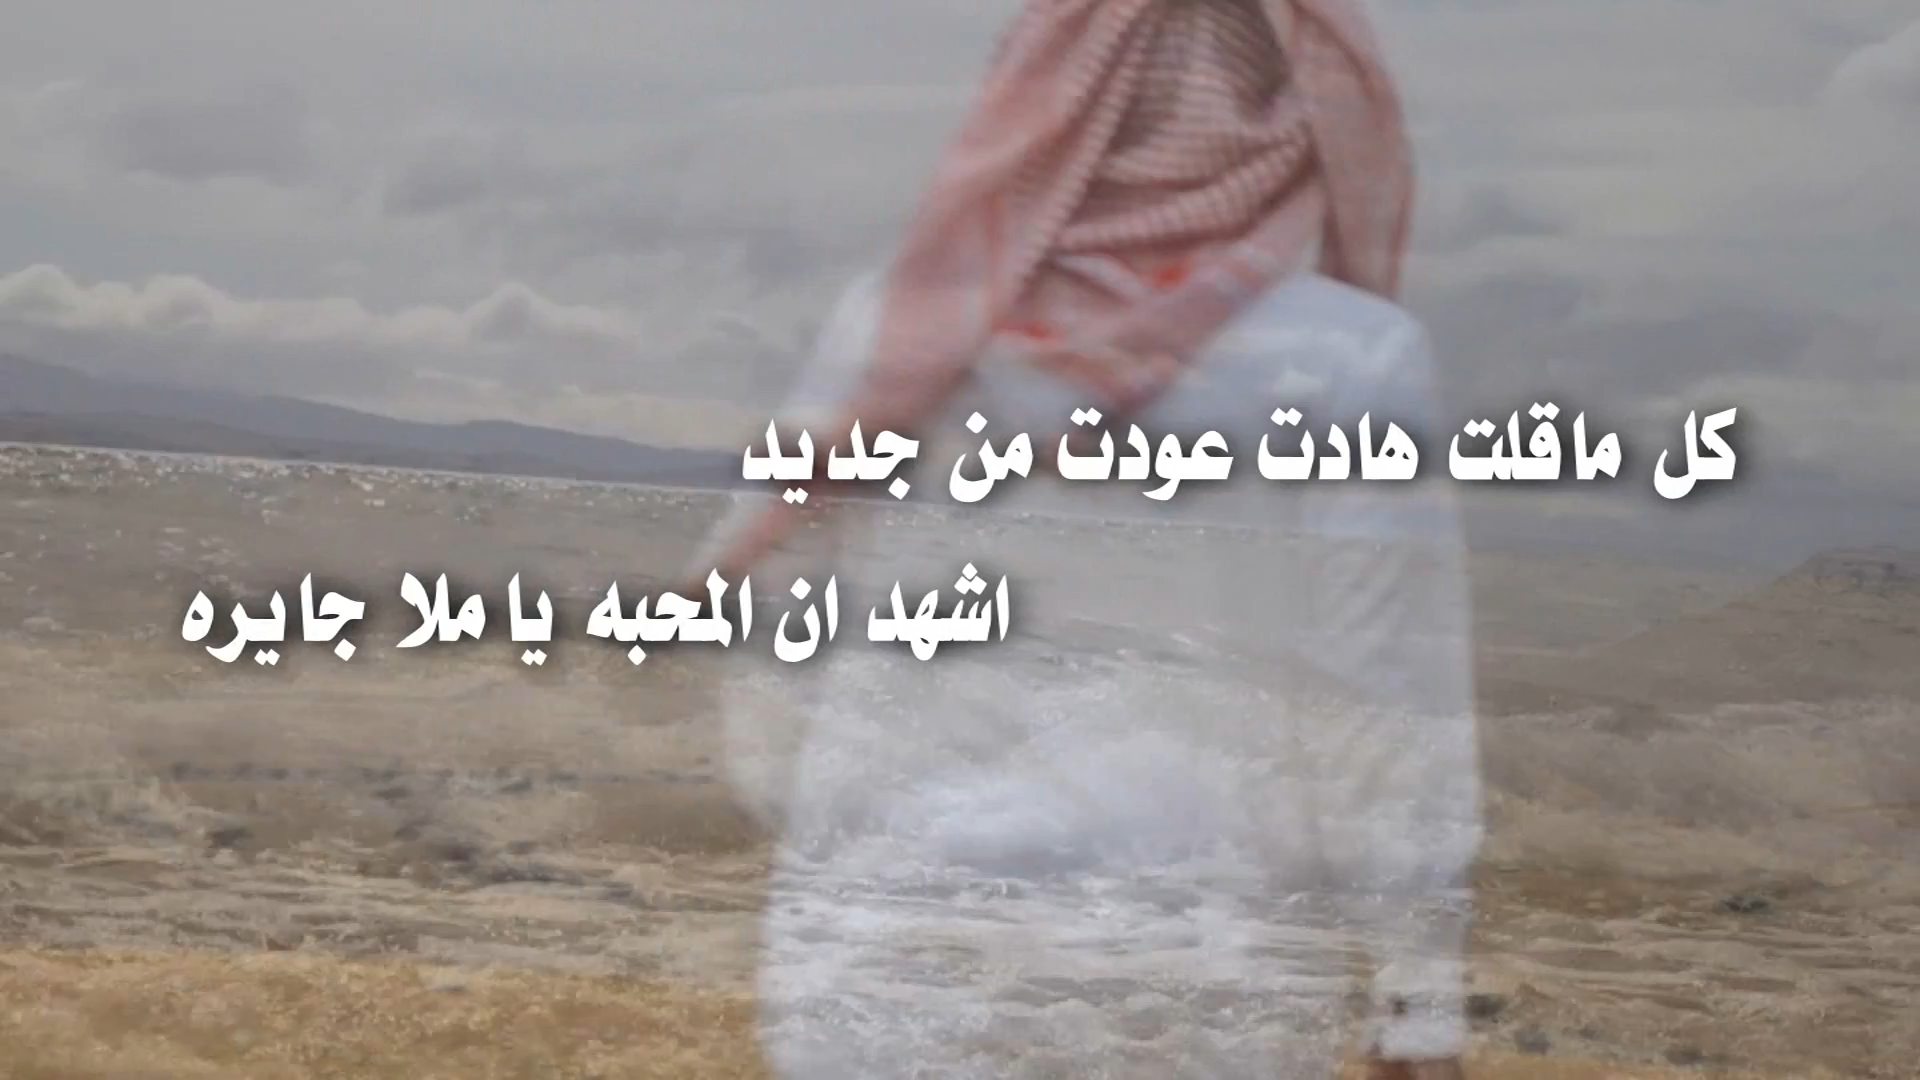 كل ماقلت هادت عودت من جديد
اشهد ان المحبه يا ملا جايره